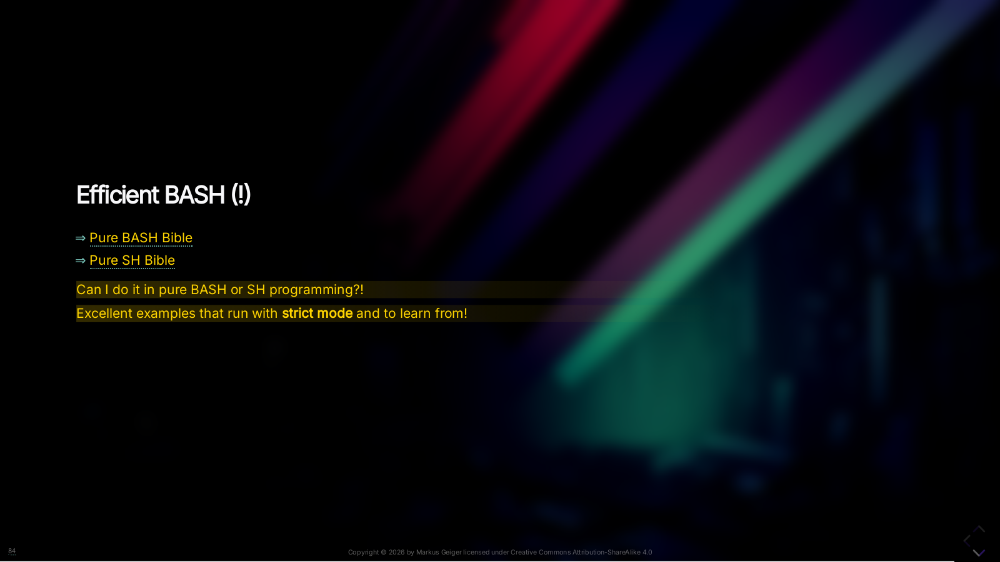 Efficient BASH (!)
⇒ Pure BASH Bible
⇒ Pure SH Bible
Can I do it in pure BASH or SH programming?!
Excellent examples that run with strict mode and to learn from!
84
Copyright © 2026 by Markus Geiger licensed under Creative Commons Attribution-ShareAlike 4.0